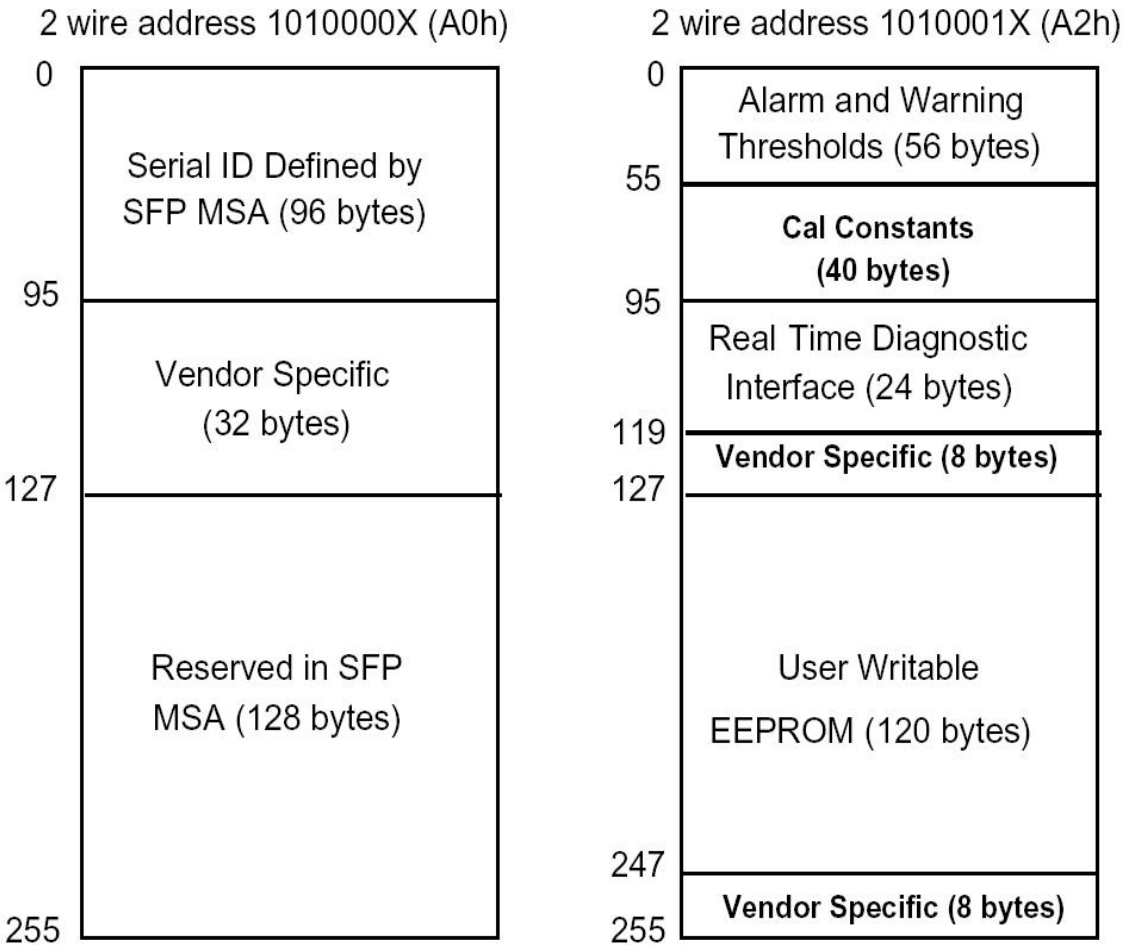 2 wire address 1010000X (A0h)
0
Serial ID Defined by
SFP MSA (96 bytes)
95
Vendor Specific
(32 bytes)
127
Reserved in SFP
MSA (128 bytes)
255
2 wire address 1010001X (A2h)
0
Alarm and Warning
Thresholds (56 bytes)
55
Cal Constants
(40 bytes)
95
Real Time Diagnostic
Interface (24 bytes)
119
Vendor Specific (8 bytes)
127
User Writable
EEPROM (120 bytes)
247
Vendor Specific (8 bytes)
255